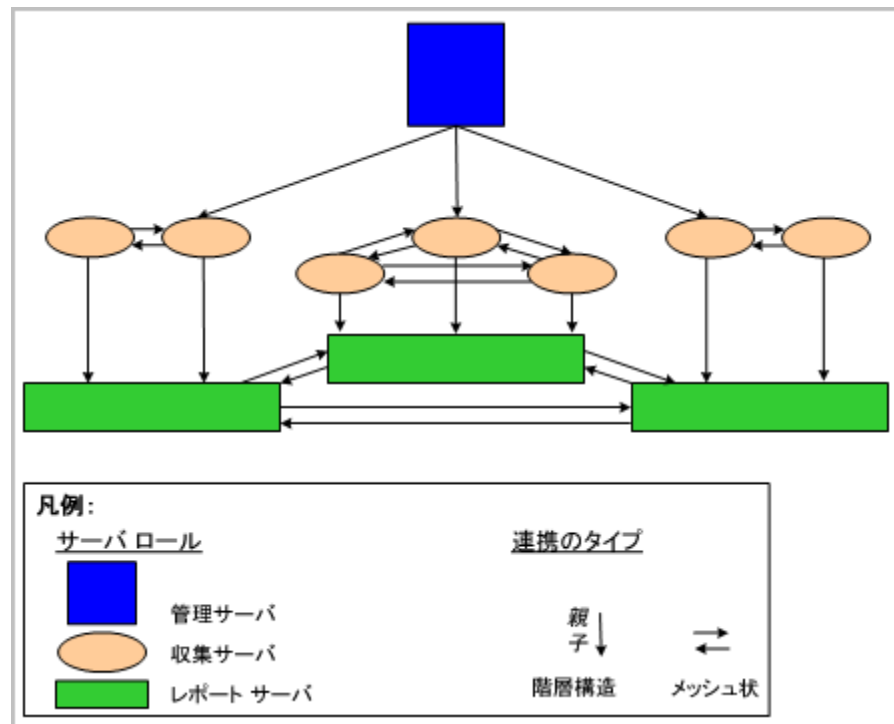 凡例：
サーバ ロール
連携のタイプ
管理サーバ
収集サーバ
レポート サーバ
親
子
階層構造
メッシュ状